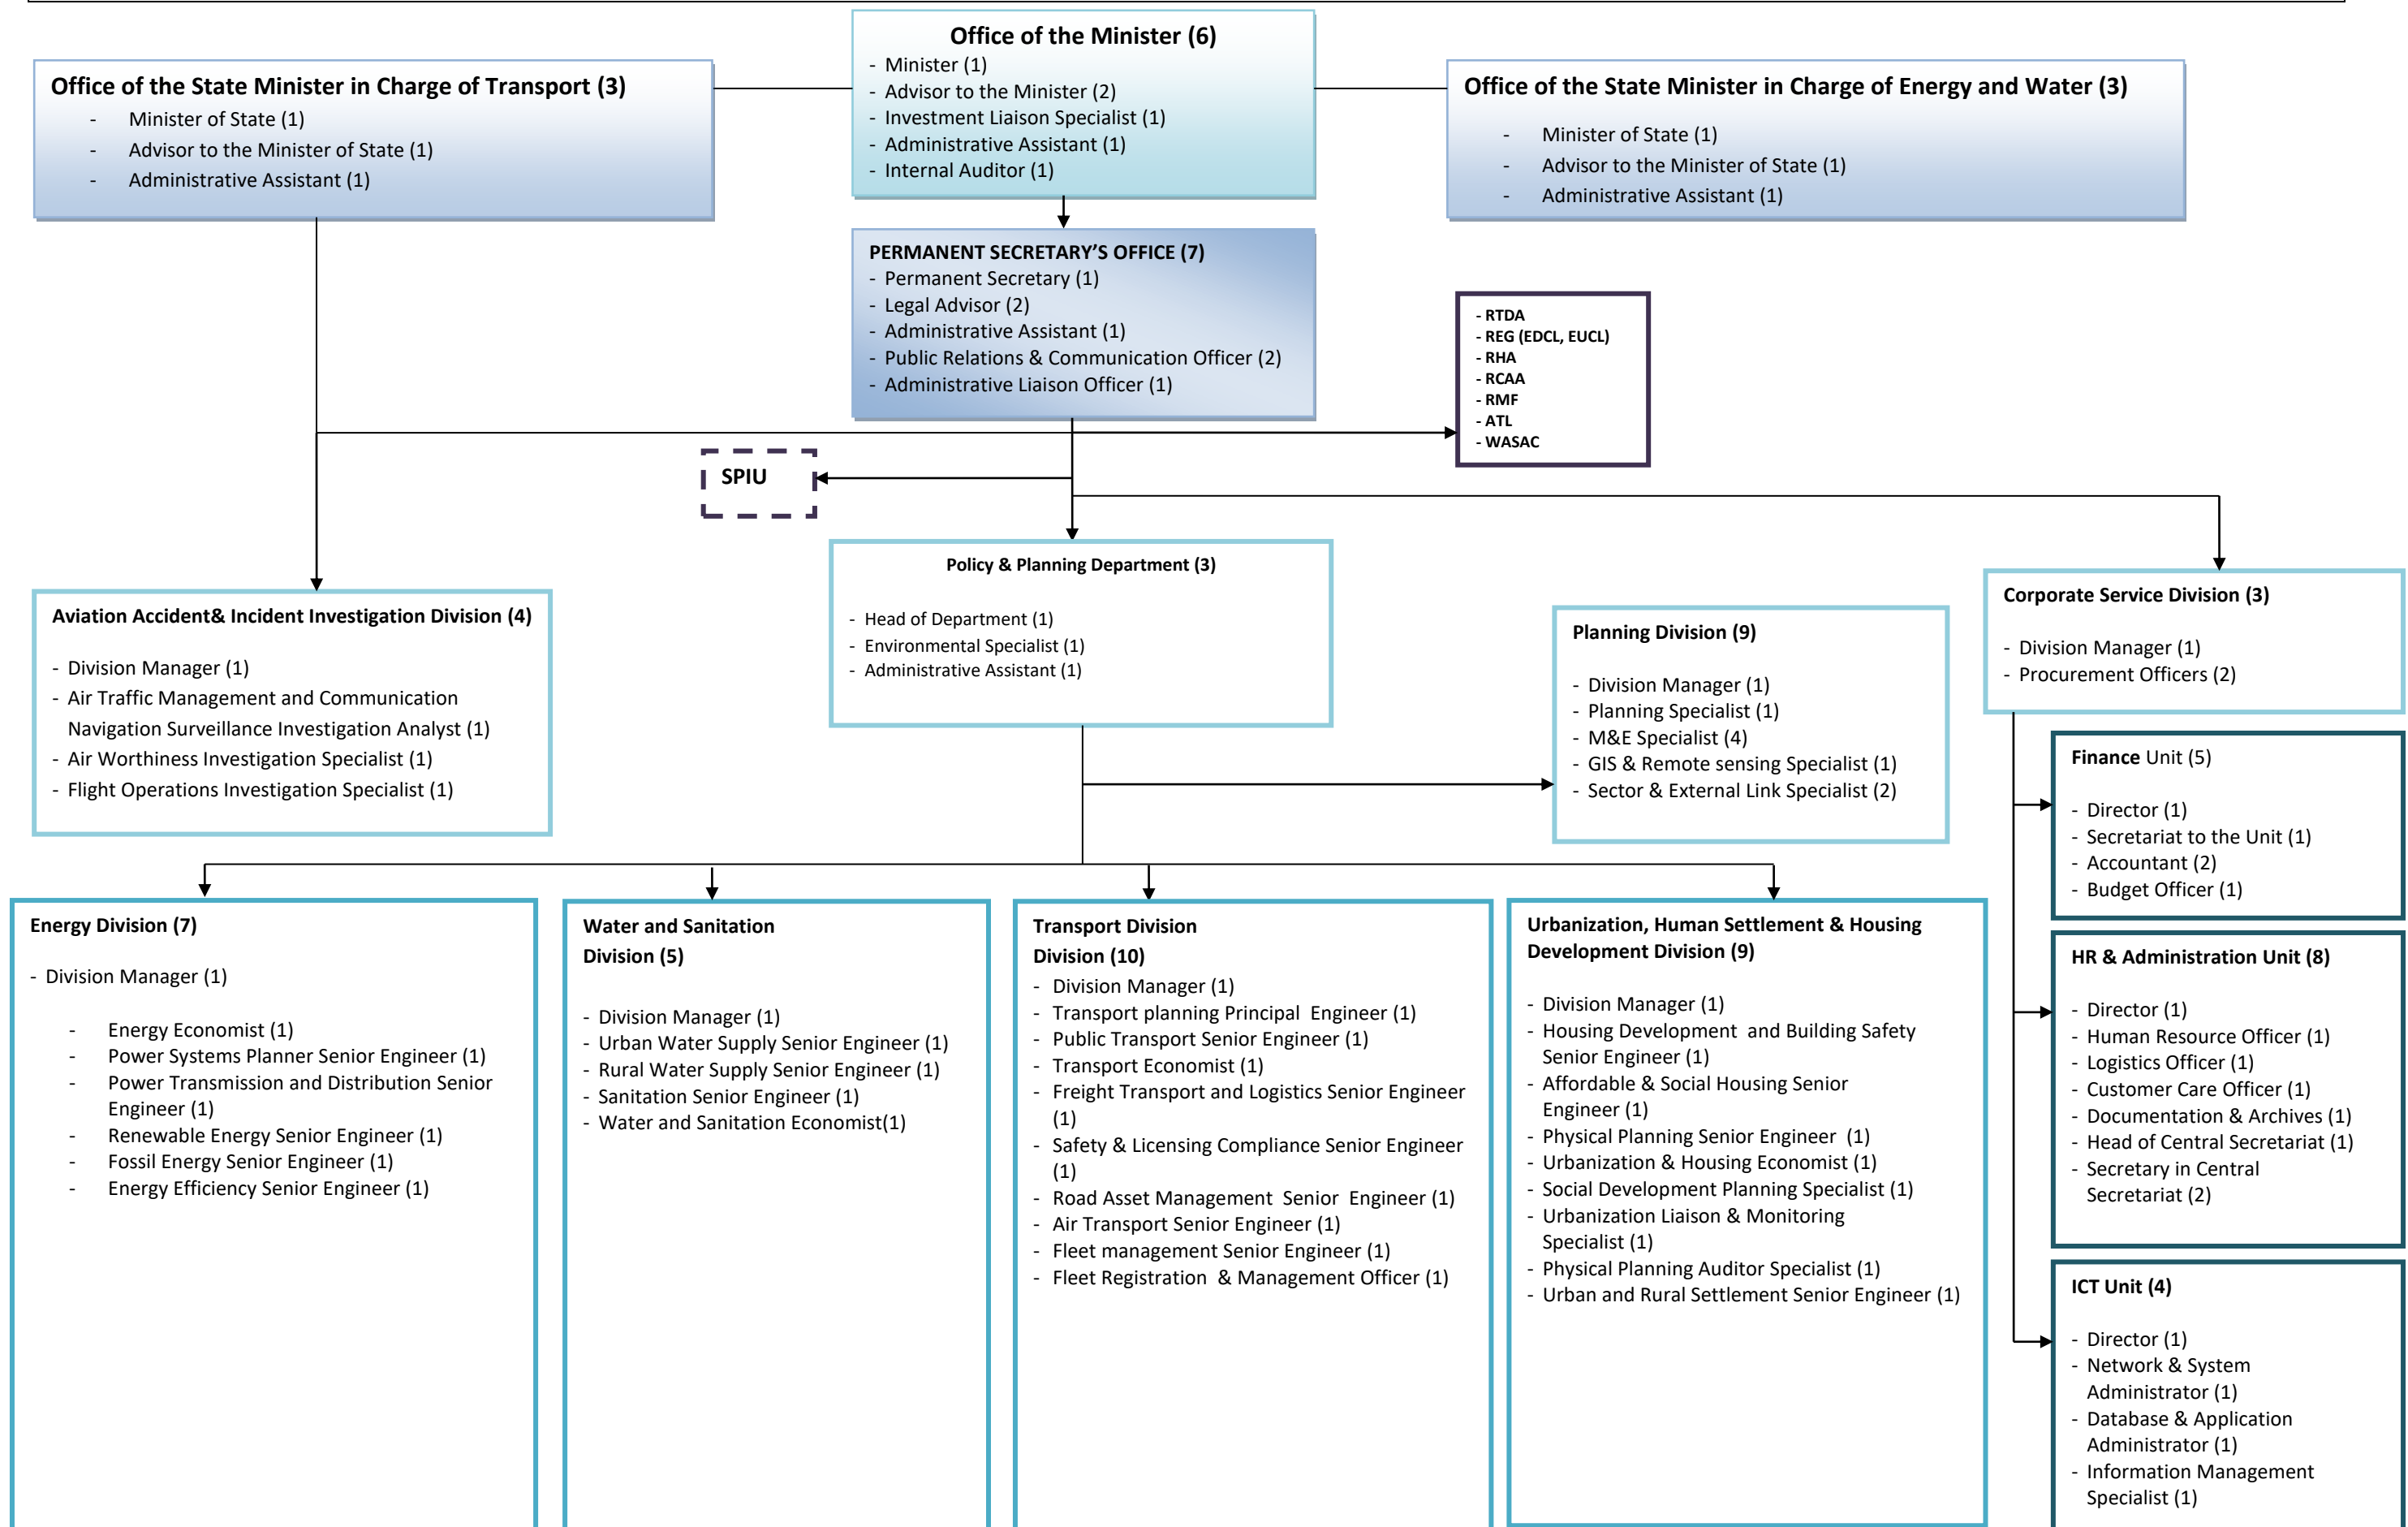 Office of the Minister (6)
- Minister (1)
- Advisor to the Minister (2)
- Investment Liaison Specialist (1)
- Administrative Assistant (1)
- Internal Auditor (1)
Office of the State Minister in Charge of Transport (3)
- Minister of State (1)
- Advisor to the Minister of State (1)
- Administrative Assistant (1)
Office of the State Minister in Charge of Energy and Water (3)
- Minister of State (1)
- Advisor to the Minister of State (1)
- Administrative Assistant (1)
PERMANENT SECRETARY’S OFFICE (7)
- Permanent Secretary (1)
- Legal Advisor (2)
- Administrative Assistant (1)
- Public Relations & Communication Officer (2)
- Administrative Liaison Officer (1)
- RTDA
- REG (EDCL, EUCL)
- RHA
- RCAA
- RMF
- ATL
- WASAC
SPIU
Policy & Planning Department (3)
- Head of Department (1)
- Environmental Specialist (1)
- Administrative Assistant (1)
Aviation Accident& Incident Investigation Division (4)
- Division Manager (1)
- Air Traffic Management and Communication
Navigation Surveillance Investigation Analyst (1)
- Air Worthiness Investigation Specialist (1)
- Flight Operations Investigation Specialist (1)
Planning Division (9)
- Division Manager (1)
- Planning Specialist (1)
- M&E Specialist (4)
- GIS & Remote sensing Specialist (1)
- Sector & External Link Specialist (2)
Corporate Service Division (3)
- Division Manager (1)
- Procurement Officers (2)
Finance Unit (5)
- Director (1)
- Secretariat to the Unit (1)
- Accountant (2)
- Budget Officer (1)
HR & Administration Unit (8)
- Director (1)
- Human Resource Officer (1)
- Logistics Officer (1)
- Customer Care Officer (1)
- Documentation & Archives (1)
- Head of Central Secretariat (1)
- Secretary in Central
Secretariat (2)
ICT Unit (4)
- Director (1)
- Network & System
Administrator (1)
- Database & Application
Administrator (1)
- Information Management
Specialist (1)
Energy Division (7)
- Division Manager (1)
- Energy Economist (1)
- Power Systems Planner Senior Engineer (1)
- Power Transmission and Distribution Senior
Engineer (1)
- Renewable Energy Senior Engineer (1)
- Fossil Energy Senior Engineer (1)
- Energy Efficiency Senior Engineer (1)
Water and Sanitation
Division (5)
- Division Manager (1)
- Urban Water Supply Senior Engineer (1)
- Rural Water Supply Senior Engineer (1)
- Sanitation Senior Engineer (1)
- Water and Sanitation Economist(1)
Transport Division
Division (10)
- Division Manager (1)
- Transport planning Principal Engineer (1)
- Public Transport Senior Engineer (1)
- Transport Economist (1)
- Freight Transport and Logistics Senior Engineer
(1)
- Safety & Licensing Compliance Senior Engineer
(1)
- Road Asset Management Senior Engineer (1)
- Air Transport Senior Engineer (1)
- Fleet management Senior Engineer (1)
- Fleet Registration & Management Officer (1)
Urbanization, Human Settlement & Housing
Development Division (9)
- Division Manager (1)
- Housing Development and Building Safety
Senior Engineer (1)
- Affordable & Social Housing Senior
Engineer (1)
- Physical Planning Senior Engineer (1)
- Urbanization & Housing Economist (1)
- Social Development Planning Specialist (1)
- Urbanization Liaison & Monitoring
Specialist (1)
- Physical Planning Auditor Specialist (1)
- Urban and Rural Settlement Senior Engineer (1)